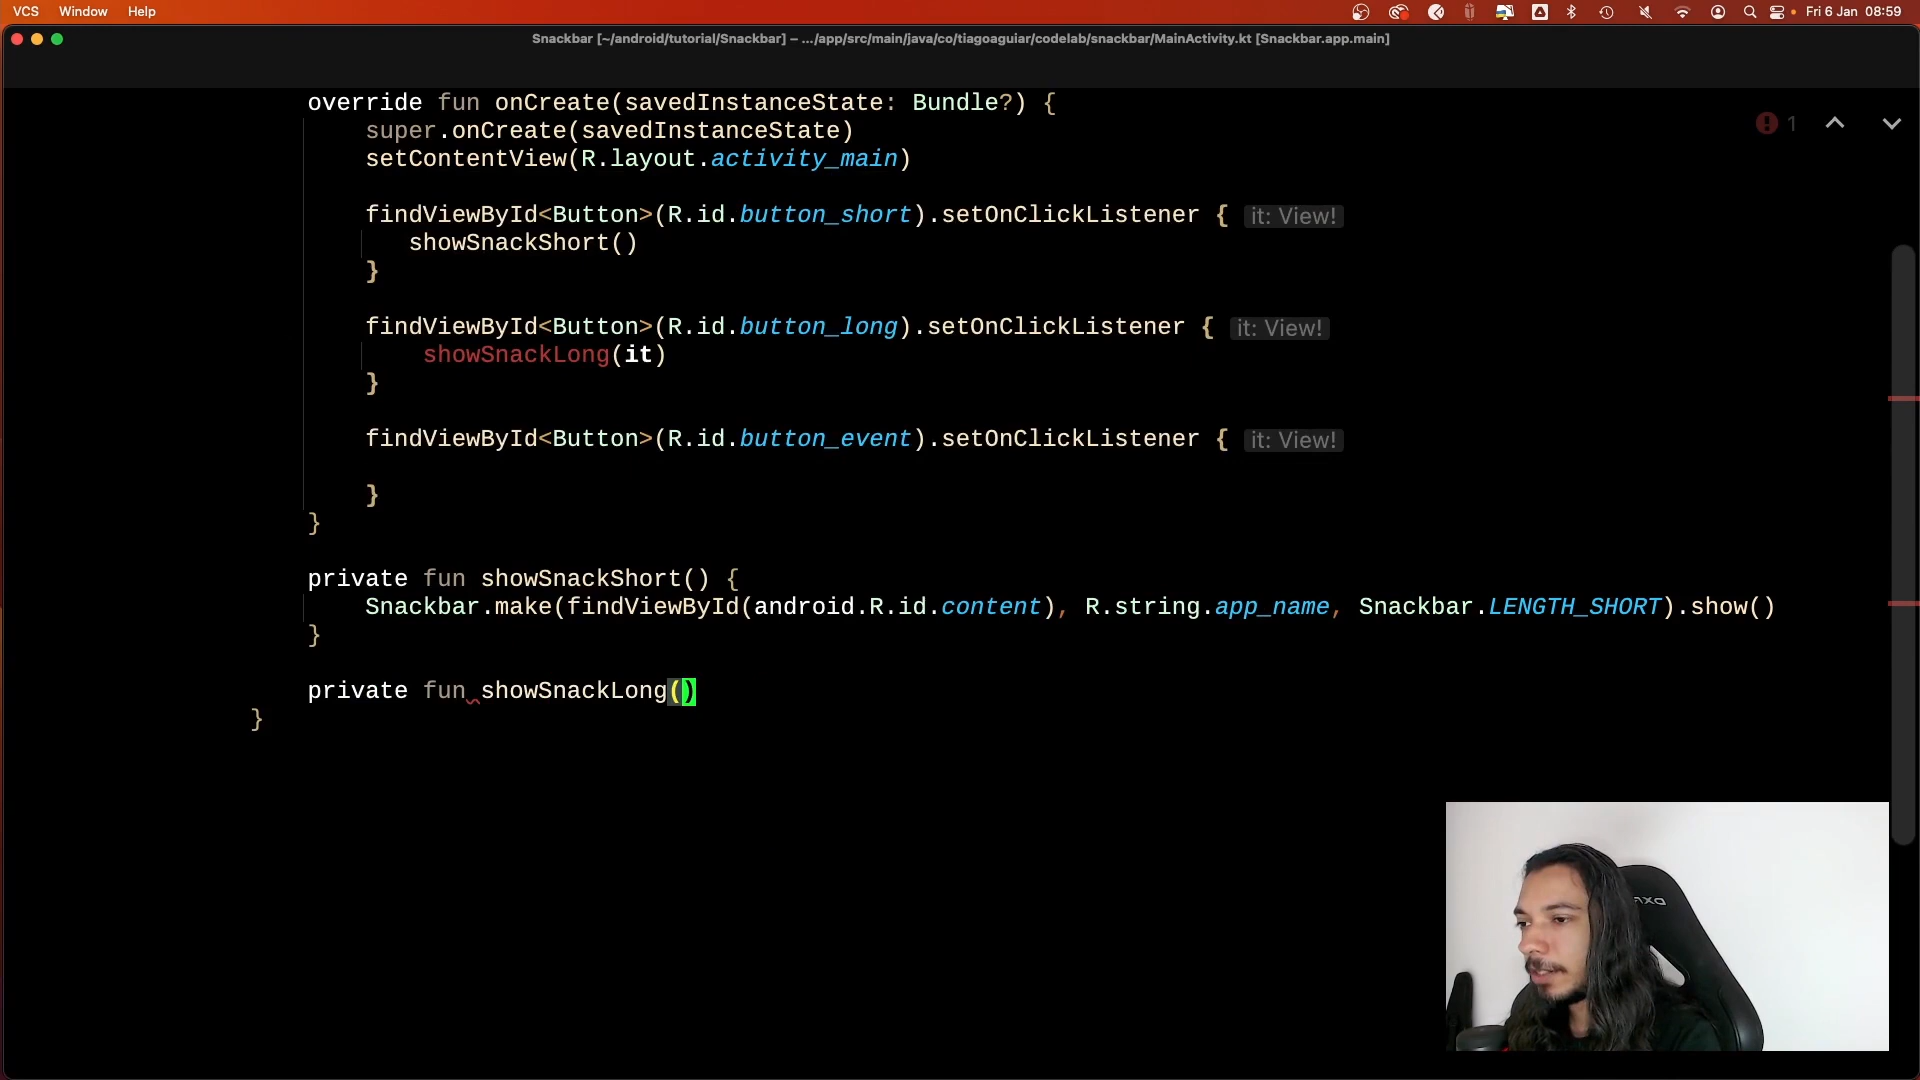 VCS Window Help Fri 6 Jan 08:59
Snackbar [~/android/tutorial/Snackbar] – .../app/src/main/java/co/tiagoaguiar/codelab/snackbar/MainActivity.kt [Snackbar.app.main]
override fun onCreate(savedInstanceState: Bundle?) {
1
super.onCreate(savedInstanceState)
setContentView(R.layout.activity_main)
findViewById<Button>(R.id.button_short).setOnClickListener { it: View!
showSnackShort()
}
findViewById<Button>(R.id.button_long).setOnClickListener { it: View!
showSnackLong(it)
}
findViewById<Button>(R.id.button_event).setOnClickListener { it: View!
}
}
private fun showSnackShort() {
Snackbar.make(findViewById(android.R.id.content), R.string.app_name, Snackbar.LENGTH_SHORT).show()
}
private fun showSnackLong()
}